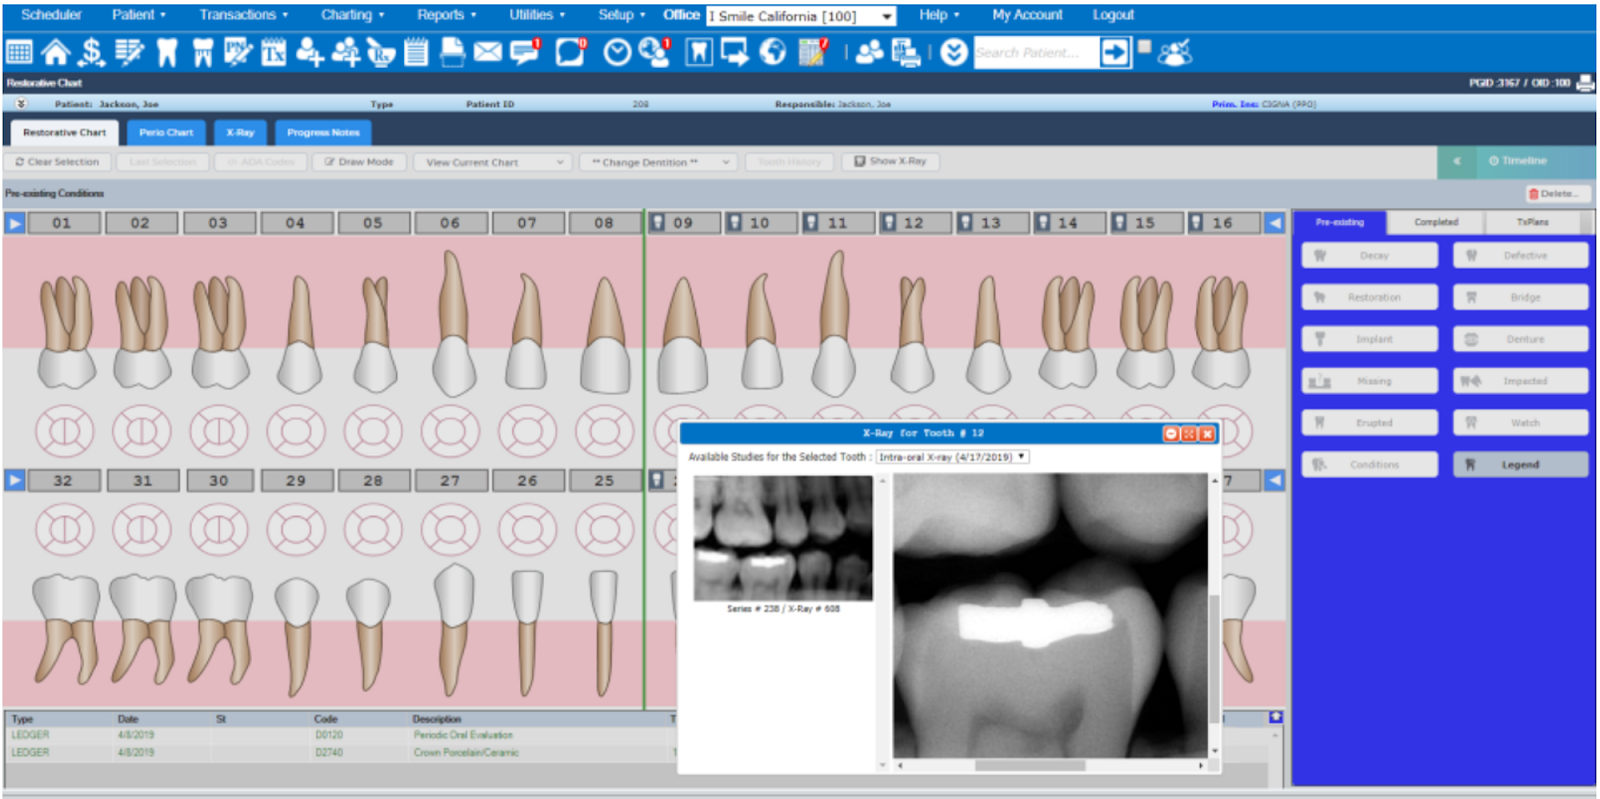 Scheduler Patient Transactions Charting Reports Utilities Setup Office I Smile California [100] Help My Account Logout
Search Patient...
Restorative Chart PGID :3167 / OID :100
Patient: Jackson, Joe Type Patient ID 208 Responsible: Jackson, Joe Prim. Ins: CIGNA (PPO)
Restorative Chart Perio Chart X-Ray Progress Notes
Clear Selection Last Selection ADA Codes Draw Mode View Current Chart ** Change Dentition ** Tooth History Show X-Ray « Timeline
Pre-existing Conditions Delete...
01 02 03 04 05 06 07 08 09 10 11 12 13 14 15 16
Pre-existing Completed TxPlans
Decay Defective
Restoration Bridge
Implant Denture
Missing Impacted
Erupted Watch
Conditions Legend
X-Ray for Tooth # 12
Available Studies for the Selected Tooth : Intra-oral X-ray (4/17/2019)
Series # 238 / X-Ray # 608
32 31 30 29 28 27 26 25
Type Date St Code Description
LEDGER 4/8/2019 D0120 Periodic Oral Evaluation
LEDGER 4/8/2019 D2740 Crown Porcelain/Ceramic